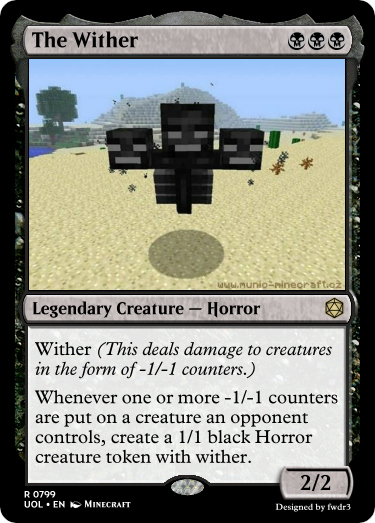 The Wither
www.munio-minecraft.cz
Legendary Creature — Horror
Wither (This deals damage to creatures
in the form of -1/-1 counters.)
Whenever one or more -1/-1 counters
are put on a creature an opponent
controls, create a 1/1 black Horror
creature token with wither.
2/2
R 0799
UOL • EN Minecraft
Designed by fwdr3